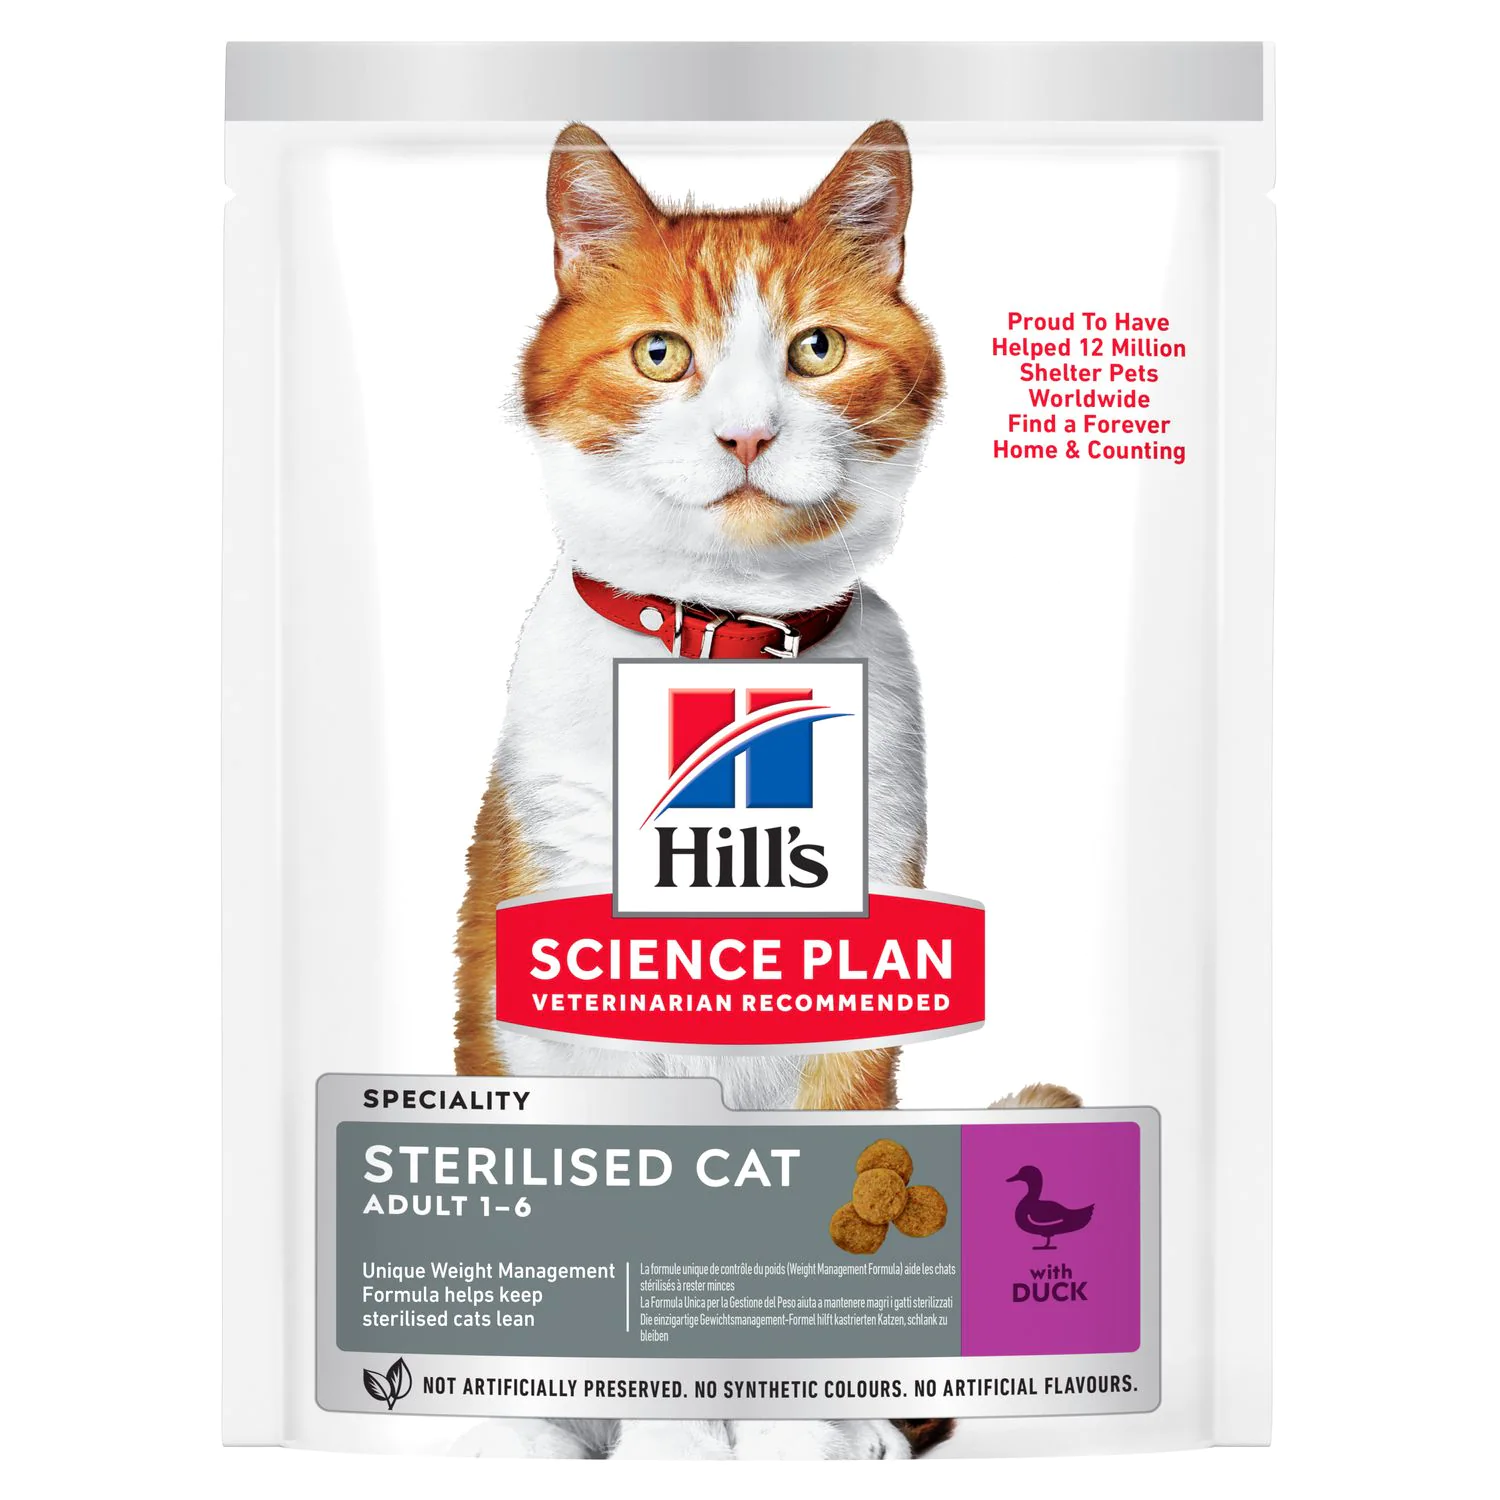 Proud To Have
Helped 12 Million
Shelter Pets
Worldwide
Find a Forever
Home & Counting
Hill's
SCIENCE PLAN
VETERINARIAN RECOMMENDED
SPECIALITY
STERILISED CAT
ADULT 1–6
Unique Weight Management
Formula helps keep
sterilised cats lean
La formule unique de contrôle du poids (Weight Management Formula) aide les chats
stérilisés à rester minces
La Formula Unica per la Gestione del Peso aiuta a mantenere magri i gatti sterilizzati
Die einzigartige Gewichtsmanagement-Formel hilft kastrierten Katzen, schlank zu
bleiben
with
DUCK
NOT ARTIFICIALLY PRESERVED. NO SYNTHETIC COLOURS. NO ARTIFICIAL FLAVOURS.